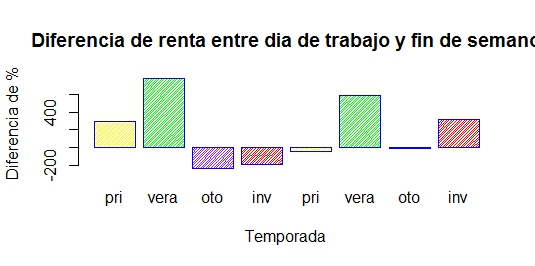 Diferencia de renta entre dia de trabajo y fin de semano
Diferencia de %
400
-200
pri vera oto inv pri vera oto inv
Temporada